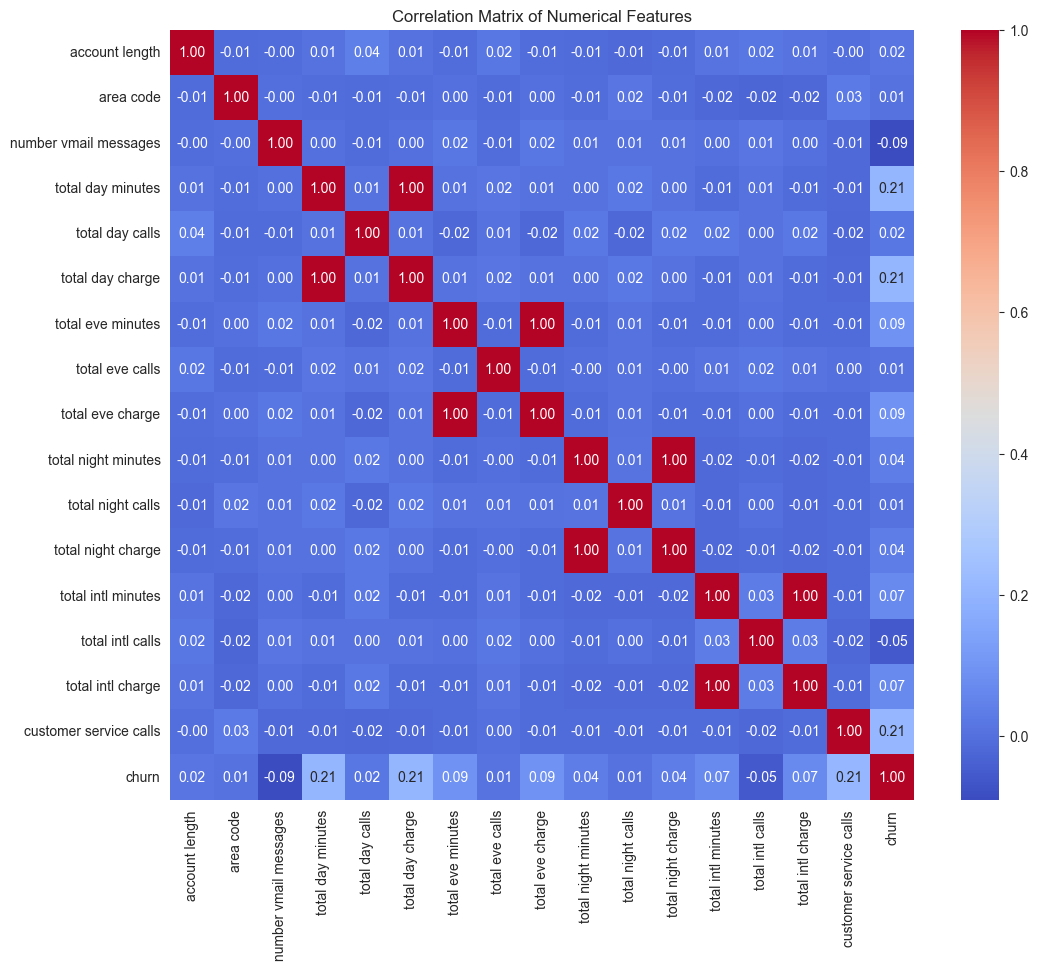 Correlation Matrix of Numerical Features
account length 1.00 -0.01 -0.00 0.01 0.04 0.01 -0.01 0.02 -0.01 -0.01 -0.01 -0.01 0.01 0.02 0.01 -0.00 0.02
area code -0.01 1.00 -0.00 -0.01 -0.01 -0.01 0.00 -0.01 0.00 -0.01 0.02 -0.01 -0.02 -0.02 -0.02 0.03 0.01
number vmail messages -0.00 -0.00 1.00 0.00 -0.01 0.00 0.02 -0.01 0.02 0.01 0.01 0.01 0.00 0.01 0.00 -0.01 -0.09
total day minutes 0.01 -0.01 0.00 1.00 0.01 1.00 0.01 0.02 0.01 0.00 0.02 0.00 -0.01 0.01 -0.01 -0.01 0.21
total day calls 0.04 -0.01 -0.01 0.01 1.00 0.01 -0.02 0.01 -0.02 0.02 -0.02 0.02 0.02 0.00 0.02 -0.02 0.02
total day charge 0.01 -0.01 0.00 1.00 0.01 1.00 0.01 0.02 0.01 0.00 0.02 0.00 -0.01 0.01 -0.01 -0.01 0.21
total eve minutes -0.01 0.00 0.02 0.01 -0.02 0.01 1.00 -0.01 1.00 -0.01 0.01 -0.01 -0.01 0.00 -0.01 -0.01 0.09
total eve calls 0.02 -0.01 -0.01 0.02 0.01 0.02 -0.01 1.00 -0.01 -0.00 0.01 -0.00 0.01 0.02 0.01 0.00 0.01
total eve charge -0.01 0.00 0.02 0.01 -0.02 0.01 1.00 -0.01 1.00 -0.01 0.01 -0.01 -0.01 0.00 -0.01 -0.01 0.09
total night minutes -0.01 -0.01 0.01 0.00 0.02 0.00 -0.01 -0.00 -0.01 1.00 0.01 1.00 -0.02 -0.01 -0.02 -0.01 0.04
total night calls -0.01 0.02 0.01 0.02 -0.02 0.02 0.01 0.01 0.01 0.01 1.00 0.01 -0.01 0.00 -0.01 -0.01 0.01
total night charge -0.01 -0.01 0.01 0.00 0.02 0.00 -0.01 -0.00 -0.01 1.00 0.01 1.00 -0.02 -0.01 -0.02 -0.01 0.04
total intl minutes 0.01 -0.02 0.00 -0.01 0.02 -0.01 -0.01 0.01 -0.01 -0.02 -0.01 -0.02 1.00 0.03 1.00 -0.01 0.07
total intl calls 0.02 -0.02 0.01 0.01 0.00 0.01 0.00 0.02 0.00 -0.01 0.00 -0.01 0.03 1.00 0.03 -0.02 -0.05
total intl charge 0.01 -0.02 0.00 -0.01 0.02 -0.01 -0.01 0.01 -0.01 -0.02 -0.01 -0.02 1.00 0.03 1.00 -0.01 0.07
customer service calls -0.00 0.03 -0.01 -0.01 -0.02 -0.01 -0.01 0.00 -0.01 -0.01 -0.01 -0.01 -0.01 -0.02 -0.01 1.00 0.21
churn 0.02 0.01 -0.09 0.21 0.02 0.21 0.09 0.01 0.09 0.04 0.01 0.04 0.07 -0.05 0.07 0.21 1.00
account length
area code
number vmail messages
total day minutes
total day calls
total day charge
total eve minutes
total eve calls
total eve charge
total night minutes
total night calls
total night charge
total intl minutes
total intl calls
total intl charge
customer service calls
churn
1.0
0.8
0.6
0.4
0.2
0.0